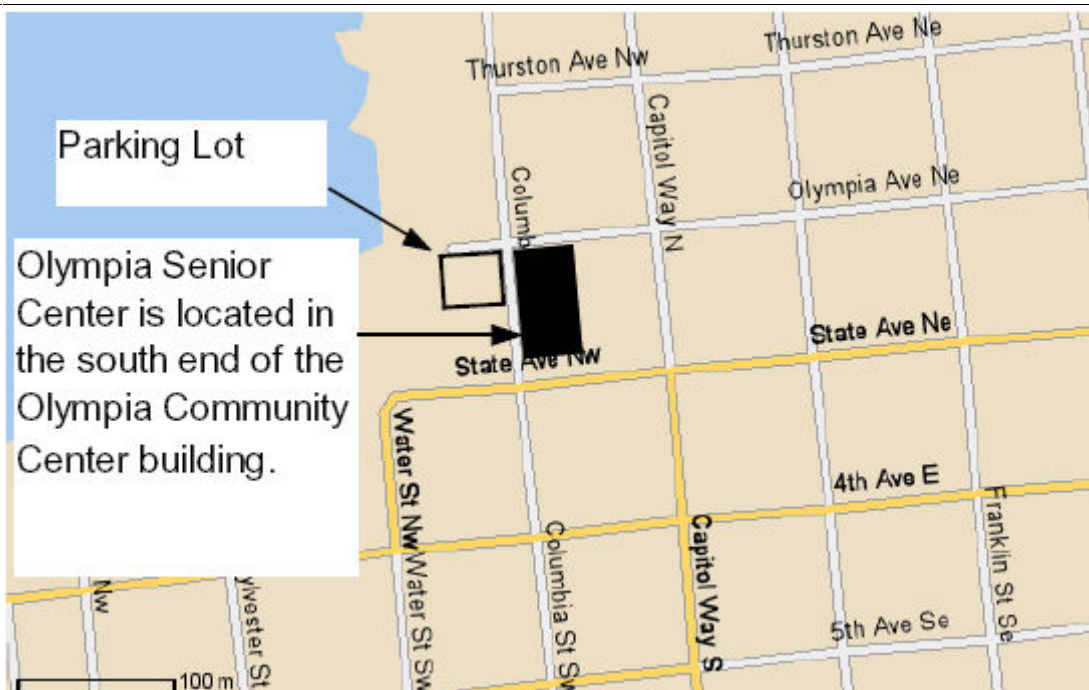 Thurston Ave Nw
Thurston Ave Ne
Parking Lot
Capitol Way N
Columb
Olympia Ave Ne
Olympia Senior
Center is located in
the south end of the
Olympia Community
Center building.
State Ave Nw
State Ave Ne
Water St Nw
4th Ave E
Franklin St Se
Capitol Way S
Columbia St Sw
Water St Sw
Nw
ylvester St
5th Ave Se
100 m